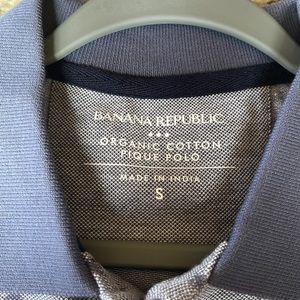 BANANA REPUBLIC
ORGANIC COTTON
PIQUE POLO
MADE IN INDIA
S